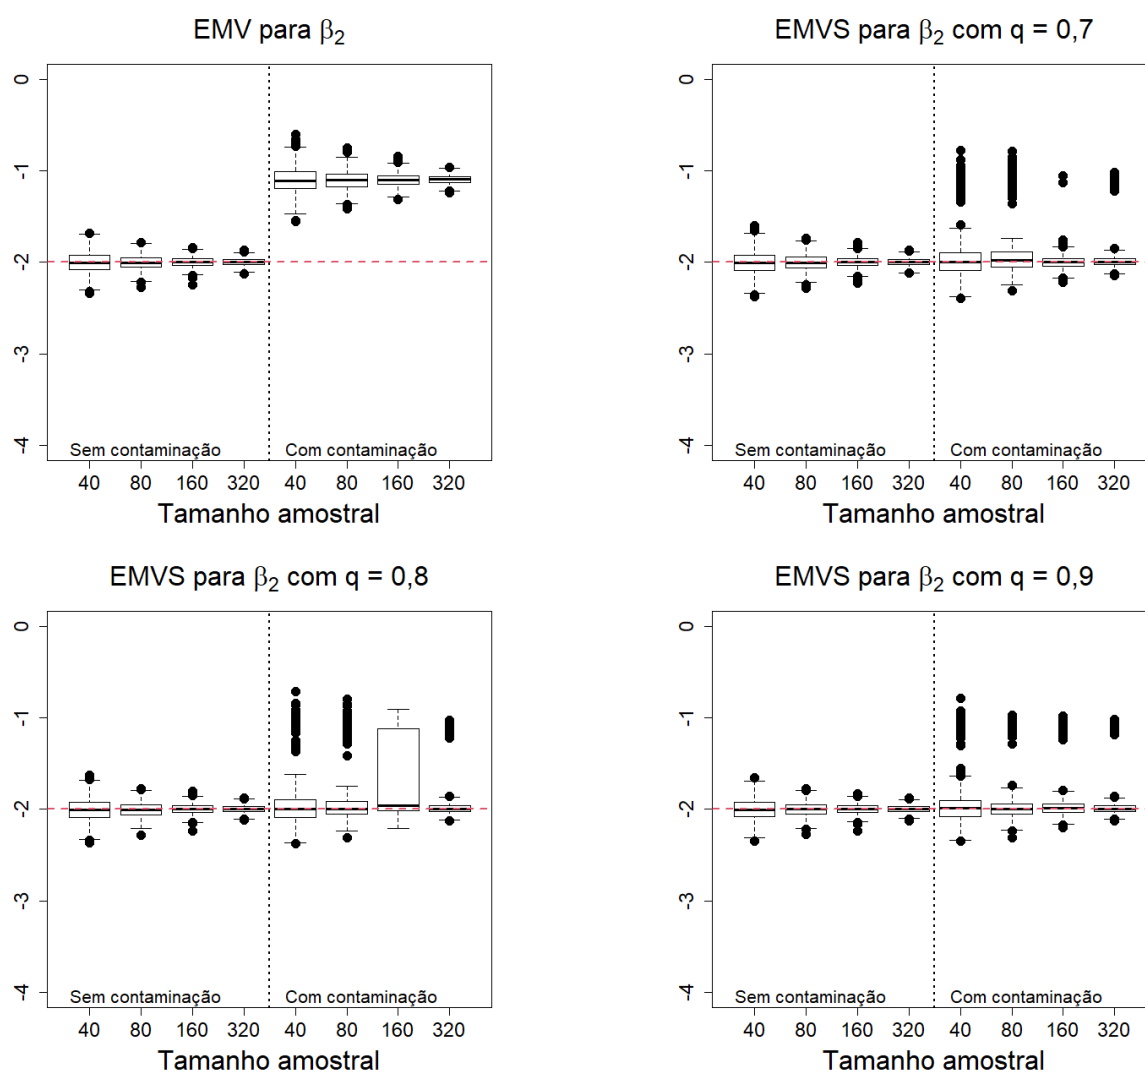 EMV para β2
0
-1
-2
-3
-4
Sem contaminação
Com contaminação
40 80 160 320 40 80 160 320
Tamanho amostral
EMVS para β2 com q = 0,7
0
-1
-2
-3
-4
Sem contaminação
Com contaminação
40 80 160 320 40 80 160 320
Tamanho amostral
EMVS para β2 com q = 0,8
0
-1
-2
-3
-4
Sem contaminação
Com contaminação
40 80 160 320 40 80 160 320
Tamanho amostral
EMVS para β2 com q = 0,9
0
-1
-2
-3
-4
Sem contaminação
Com contaminação
40 80 160 320 40 80 160 320
Tamanho amostral